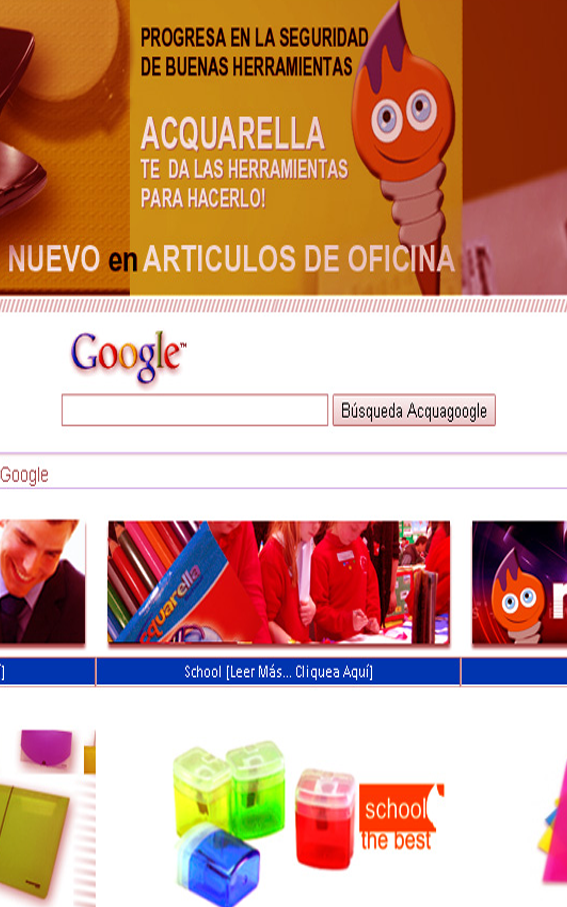 PROGRESA EN LA SEGURIDAD
DE BUENAS HERRAMIENTAS
ACQUARELLA
TE DA LAS HERRAMIENTAS
PARA HACERLO!
NUEVO en ARTICULOS DE OFICINA
Google™
Búsqueda Acquagoogle
Google
cquarella
School [Leer Más... Cliquea Aquí]
school
the best